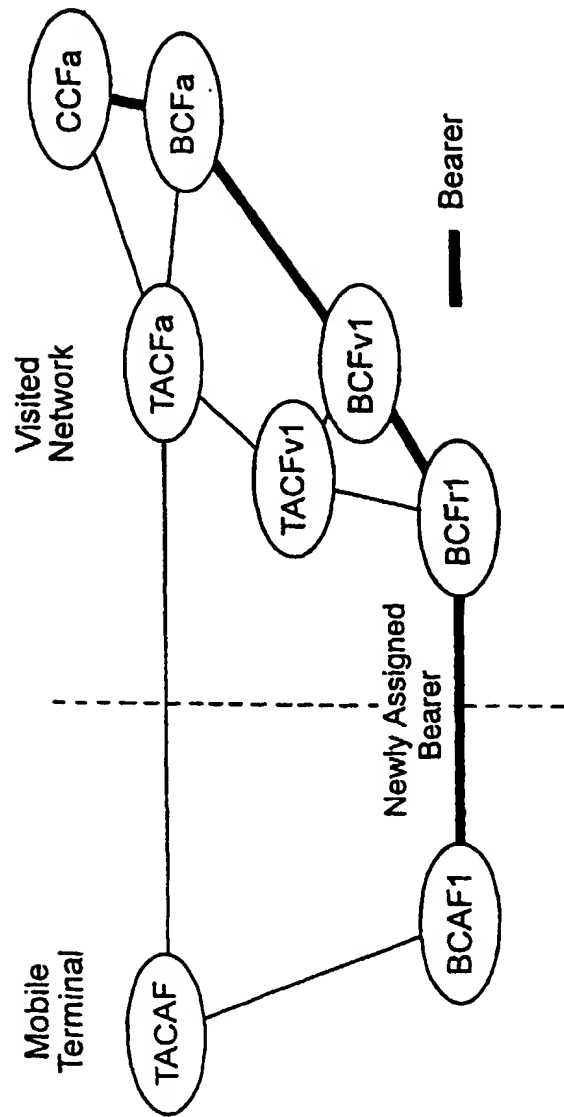 Mobile
Terminal
Visited
Network
TACAF
TACFa
CCFa
BCFa
TACFv1
BCFv1
Newly Assigned
Bearer
BCAF1
BCFr1
Bearer